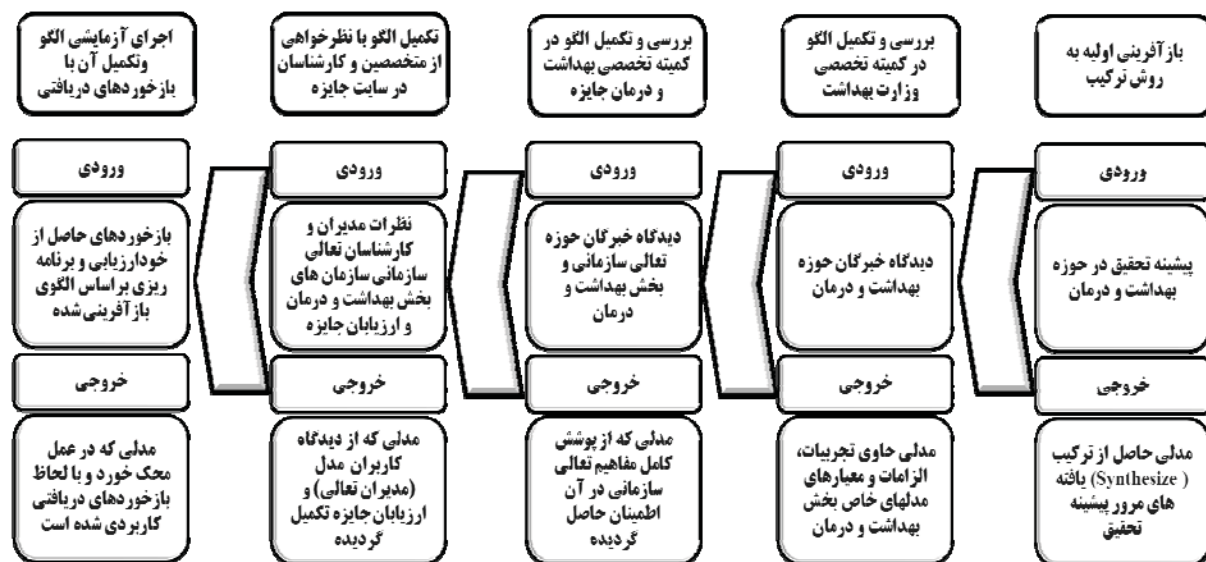 بازآفرینی اولیه به
روش ترکیب
ورودی
پیشینه تحقیق در حوزه
بهداشت و درمان
خروجی
مدلی حاصل از ترکیب
(Synthesize ) یافته
های مرور پیشینه
تحقیق
بررسی و تکمیل الگو
در کمیته تخصصی
وزارت بهداشت
ورودی
دیدگاه خبرگان حوزه
بهداشت و درمان
خروجی
مدلی حاوی تجربیات،
الزامات و معیارهای
مدلهای خاص بخش
بهداشت و درمان
بررسی و تکمیل الگو در
کمیته تخصصی بهداشت
و درمان جایزه
ورودی
دیدگاه خبرگان حوزه
تعالی سازمانی و
بخش بهداشت و
درمان
خروجی
مدلی که از پوشش
کامل مفاهیم تعالی
سازمانی در آن
اطمینان حاصل
گردیده
تکمیل الگو با نظرخواهی
از متخصصین و کارشناسان
در سایت جایزه
ورودی
نظرات مدیران و
کارشناسان تعالی
سازمانی سازمان های
بخش بهداشت و درمان
و ارزیابان جایزه
خروجی
مدلی که از دیدگاه
کاربران مدل
(مدیران تعالی) و
ارزیابان جایزه تکمیل
گردیده
اجرای آزمایشی الگو
وتکمیل آن با
بازخوردهای دریافتی
ورودی
بازخوردهای حاصل از
خودارزیابی و برنامه
ریزی براساس الگوی
بازآفرینی شده
خروجی
مدلی که در عمل
محک خورد و با لحاظ
بازخوردهای دریافتی
کاربردی شده است